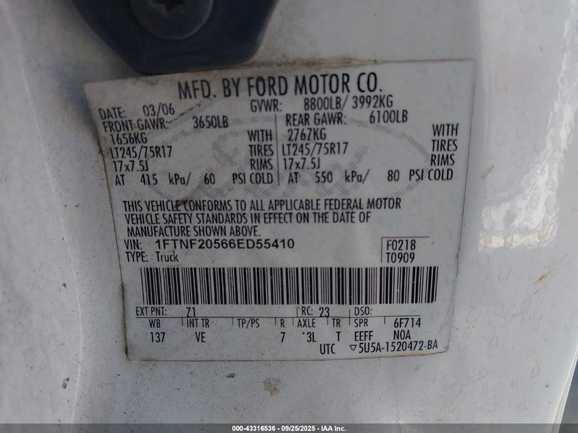 MFD. BY FORD MOTOR CO.
DATE: 03/06 GVWR: 8800LB/ 3992KG
FRONT GAWR: 3650LB REAR GAWR: 6100LB
1656KG WITH 2767KG WITH
LT245/75R17 TIRES LT245/75R17 TIRES
17x7.5J RIMS 17x7.5J RIMS
AT 415 kPa/ 60 PSI COLD AT 550 kPa/ 80 PSI COLD
THIS VEHICLE CONFORMS TO ALL APPLICABLE FEDERAL MOTOR
VEHICLE SAFETY STANDARDS IN EFFECT ON THE DATE OF
MANUFACTURE SHOWN ABOVE.
VIN: 1FTNF20566ED55410 F0218
TYPE: Truck T0909
EXT PNT: Z1 RC: 23 DSO:
WB INT TR TP/PS R AXLE TR SPR 6F714
137 VE 7 3L T EEFF N0A
UTC ▽5U5A-1520472-BA
000-43316536 - 09/25/2025 - IAA Inc.